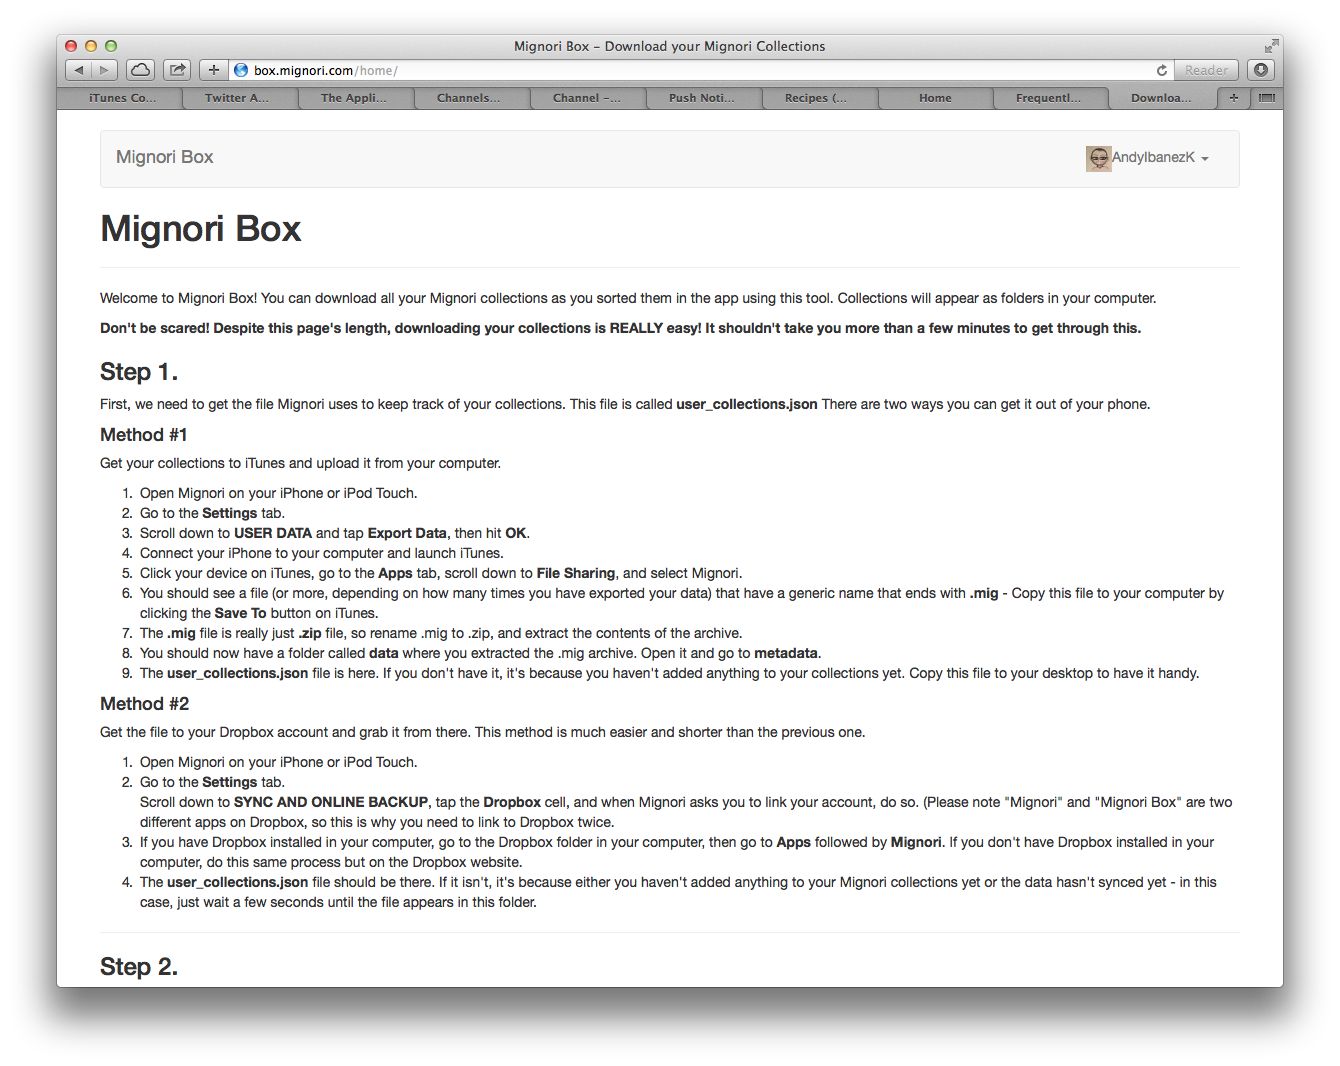 Mignori Box – Download your Mignori Collections
box.mignori.com/home/
Reader
iTunes Co...
Twitter A...
The Appli...
Channels...
Channel -...
Push Noti...
Recipes (...
Home
Frequentl...
Downloa...
Mignori Box
AndyIbanezK
Mignori Box
Welcome to Mignori Box! You can download all your Mignori collections as you sorted them in the app using this tool. Collections will appear as folders in your computer.
Don't be scared! Despite this page's length, downloading your collections is REALLY easy! It shouldn't take you more than a few minutes to get through this.
Step 1.
First, we need to get the file Mignori uses to keep track of your collections. This file is called user_collections.json There are two ways you can get it out of your phone.
Method #1
Get your collections to iTunes and upload it from your computer.
1. Open Mignori on your iPhone or iPod Touch.
2. Go to the Settings tab.
3. Scroll down to USER DATA and tap Export Data, then hit OK.
4. Connect your iPhone to your computer and launch iTunes.
5. Click your device on iTunes, go to the Apps tab, scroll down to File Sharing, and select Mignori.
6. You should see a file (or more, depending on how many times you have exported your data) that have a generic name that ends with .mig - Copy this file to your computer by
clicking the Save To button on iTunes.
7. The .mig file is really just .zip file, so rename .mig to .zip, and extract the contents of the archive.
8. You should now have a folder called data where you extracted the .mig archive. Open it and go to metadata.
9. The user_collections.json file is here. If you don't have it, it's because you haven't added anything to your collections yet. Copy this file to your desktop to have it handy.
Method #2
Get the file to your Dropbox account and grab it from there. This method is much easier and shorter than the previous one.
1. Open Mignori on your iPhone or iPod Touch.
2. Go to the Settings tab.
Scroll down to SYNC AND ONLINE BACKUP, tap the Dropbox cell, and when Mignori asks you to link your account, do so. (Please note "Mignori" and "Mignori Box" are two
different apps on Dropbox, so this is why you need to link to Dropbox twice.
3. If you have Dropbox installed in your computer, go to the Dropbox folder in your computer, then go to Apps followed by Mignori. If you don't have Dropbox installed in your
computer, do this same process but on the Dropbox website.
4. The user_collections.json file should be there. If it isn't, it's because either you haven't added anything to your Mignori collections yet or the data hasn't synced yet - in this
case, just wait a few seconds until the file appears in this folder.
Step 2.